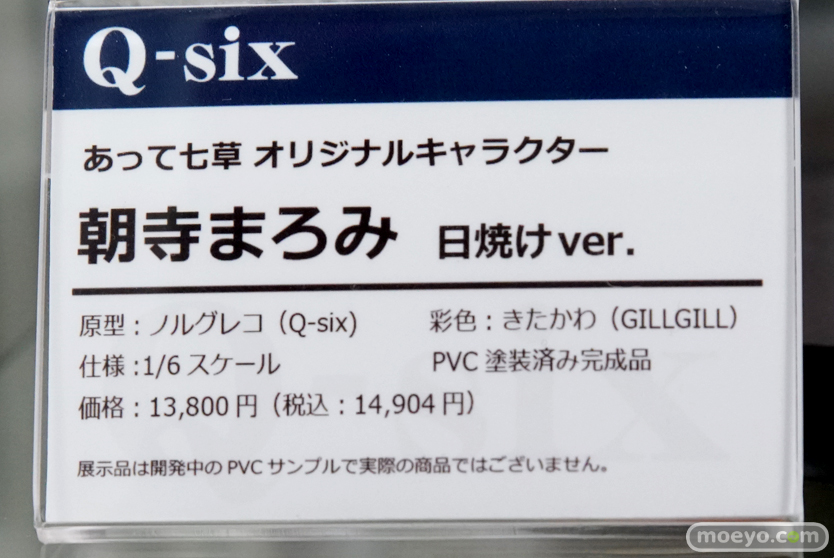 Q-six
あって七草 オリジナルキャラクター
朝寺まろみ 日焼けver.
原型：ノルグレコ（Q-six） 彩色：きたかわ（GILLGILL）
仕様：1/6 スケール PVC 塗装済み完成品
価格：13,800 円（税込：14,904 円）
展示品は開発中の PVC サンプルで実際の商品ではございません。
moeyo.com